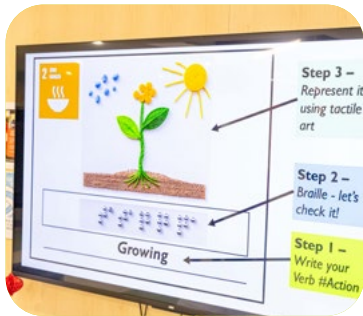 2
Step 3 –
Represent it
using tactile
art
Step 2 –
Braille - let's
check it!
Growing
Step 1 –
Write your
Verb #Action